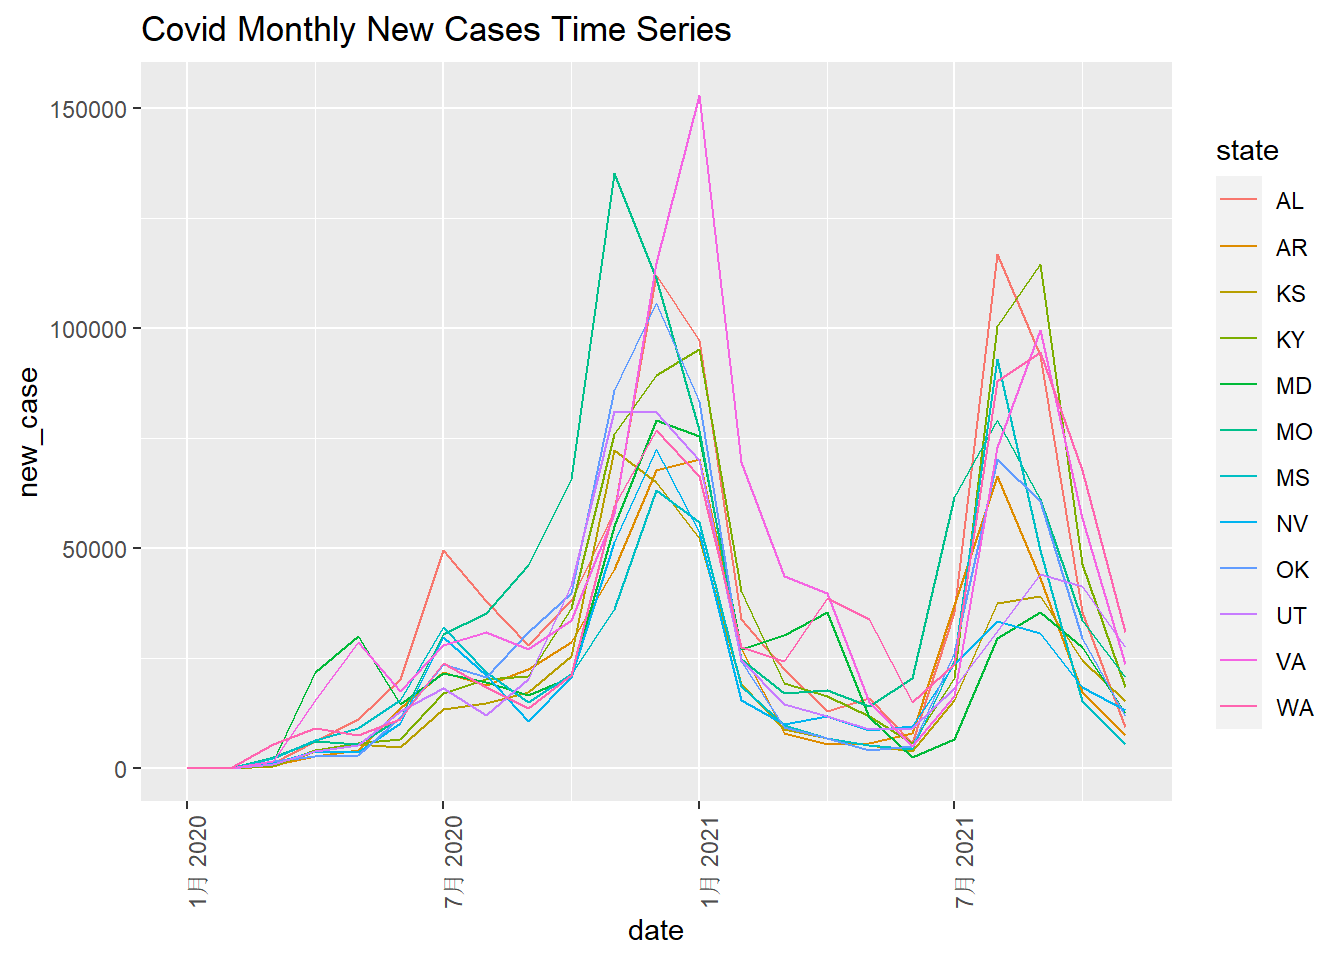 Covid Monthly New Cases Time Series
150000
100000
50000
0
new_case
1月 2020
7月 2020
1月 2021
7月 2021
date
state
AL
AR
KS
KY
MD
MO
MS
NV
OK
UT
VA
WA